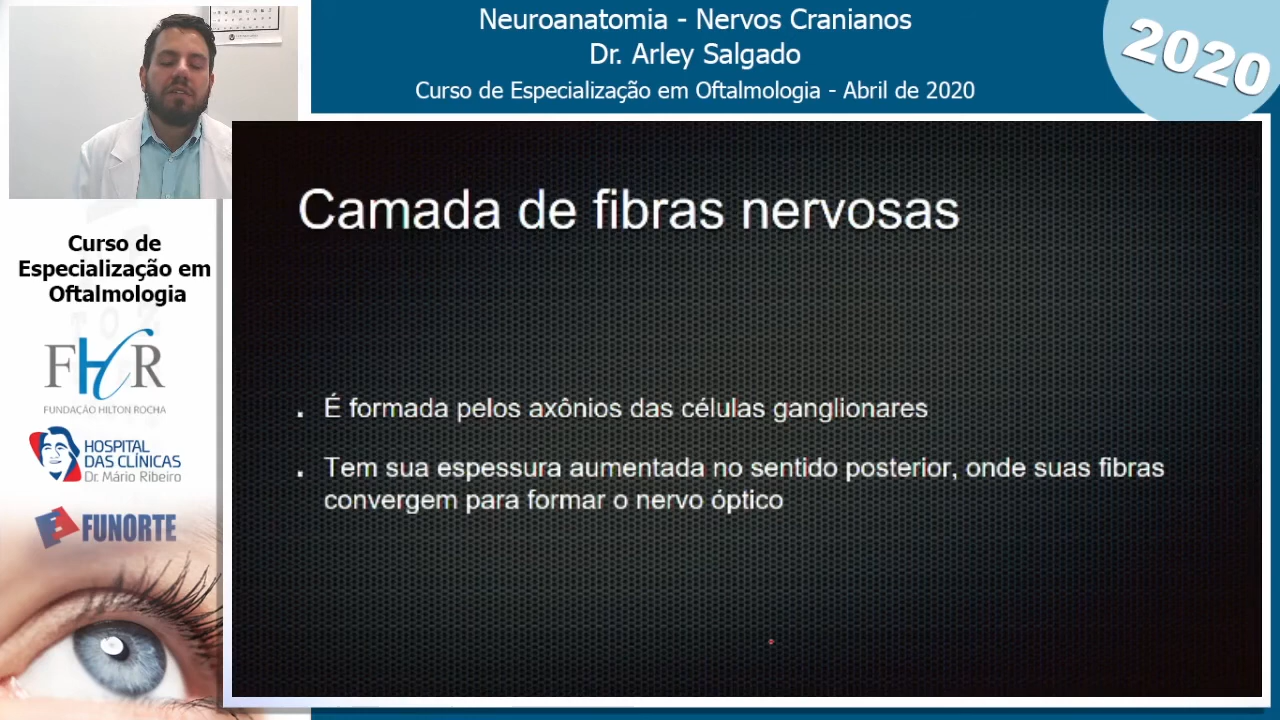 Neuroanatomia - Nervos Cranianos
Dr. Arley Salgado
Curso de Especialização em Oftalmologia - Abril de 2020
2020
Curso de
Especialização em
Oftalmologia
FHR
FUNDAÇÃO HILTON ROCHA
HOSPITAL
DAS CLÍNICAS
Dr. Mário Ribeiro
FUNORTE
Camada de fibras nervosas
. É formada pelos axônios das células ganglionares
. Tem sua espessura aumentada no sentido posterior, onde suas fibras
convergem para formar o nervo óptico